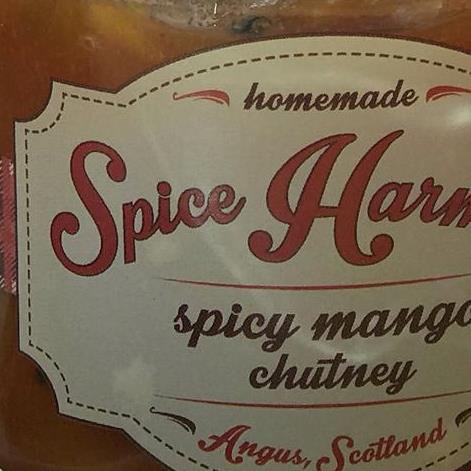 homemade
Spice Harm
spicy mango
chutney
Angus, Scotland